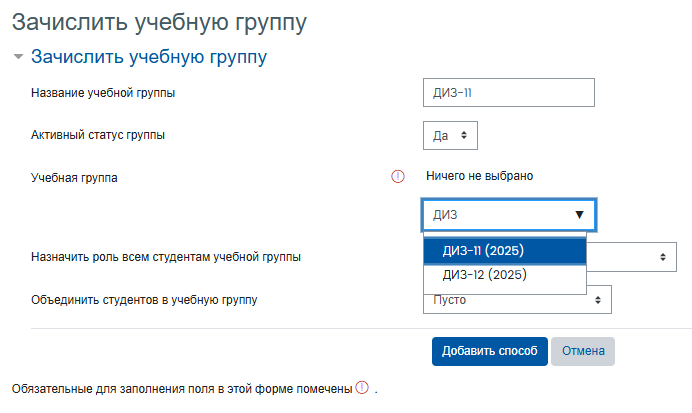 Зачислить учебную группу
Зачислить учебную группу
Название учебной группы ДИЗ-11
Активный статус группы Да
Учебная группа Ничего не выбрано
ДИЗ
ДИЗ-11 (2025)
Назначить роль всем студентам учебной группы
ДИЗ-12 (2025)
Объединить студентов в учебную группу Пусто
Добавить способ Отмена
Обязательные для заполнения поля в этой форме помечены .